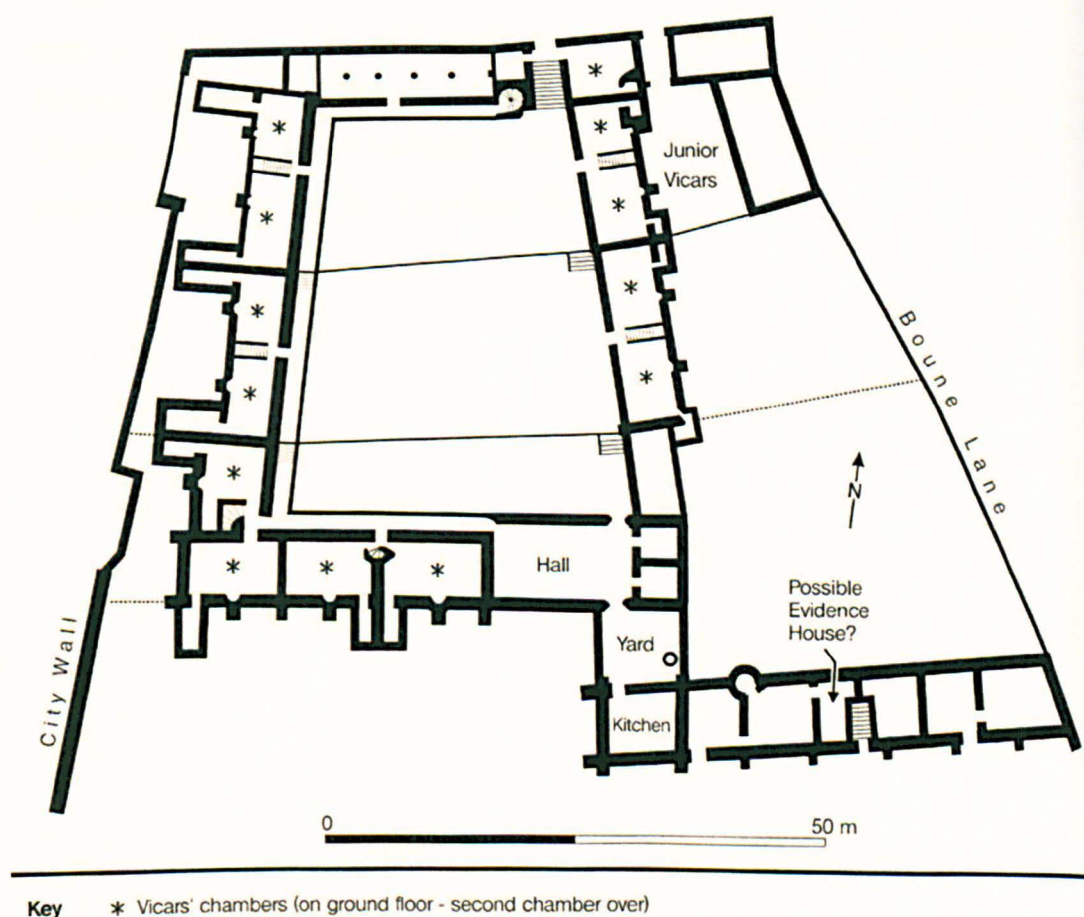 Junior
Vicars
Boune Lane
N
Hall
Possible
Evidence
House?
Yard
City Wall
Kitchen
0 50 m
Key * Vicars' chambers (on ground floor - second chamber over)